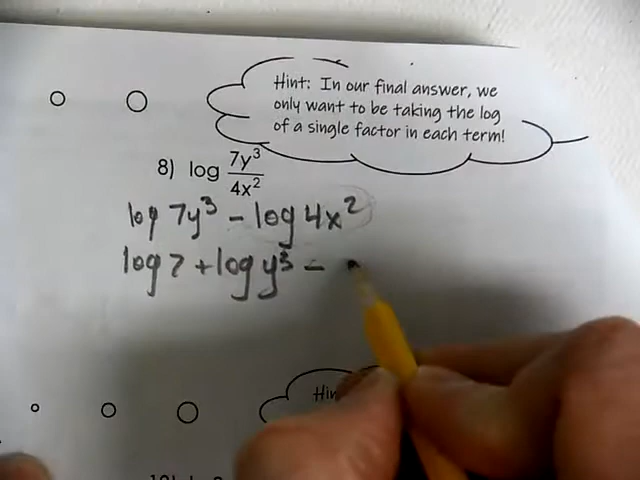 Hint: In our final answer, we
only want to be taking the log
of a single factor in each term!
8) log 7y³/4x²
log 7y³ - log 4x²
log 7 + log y³ -
Hin